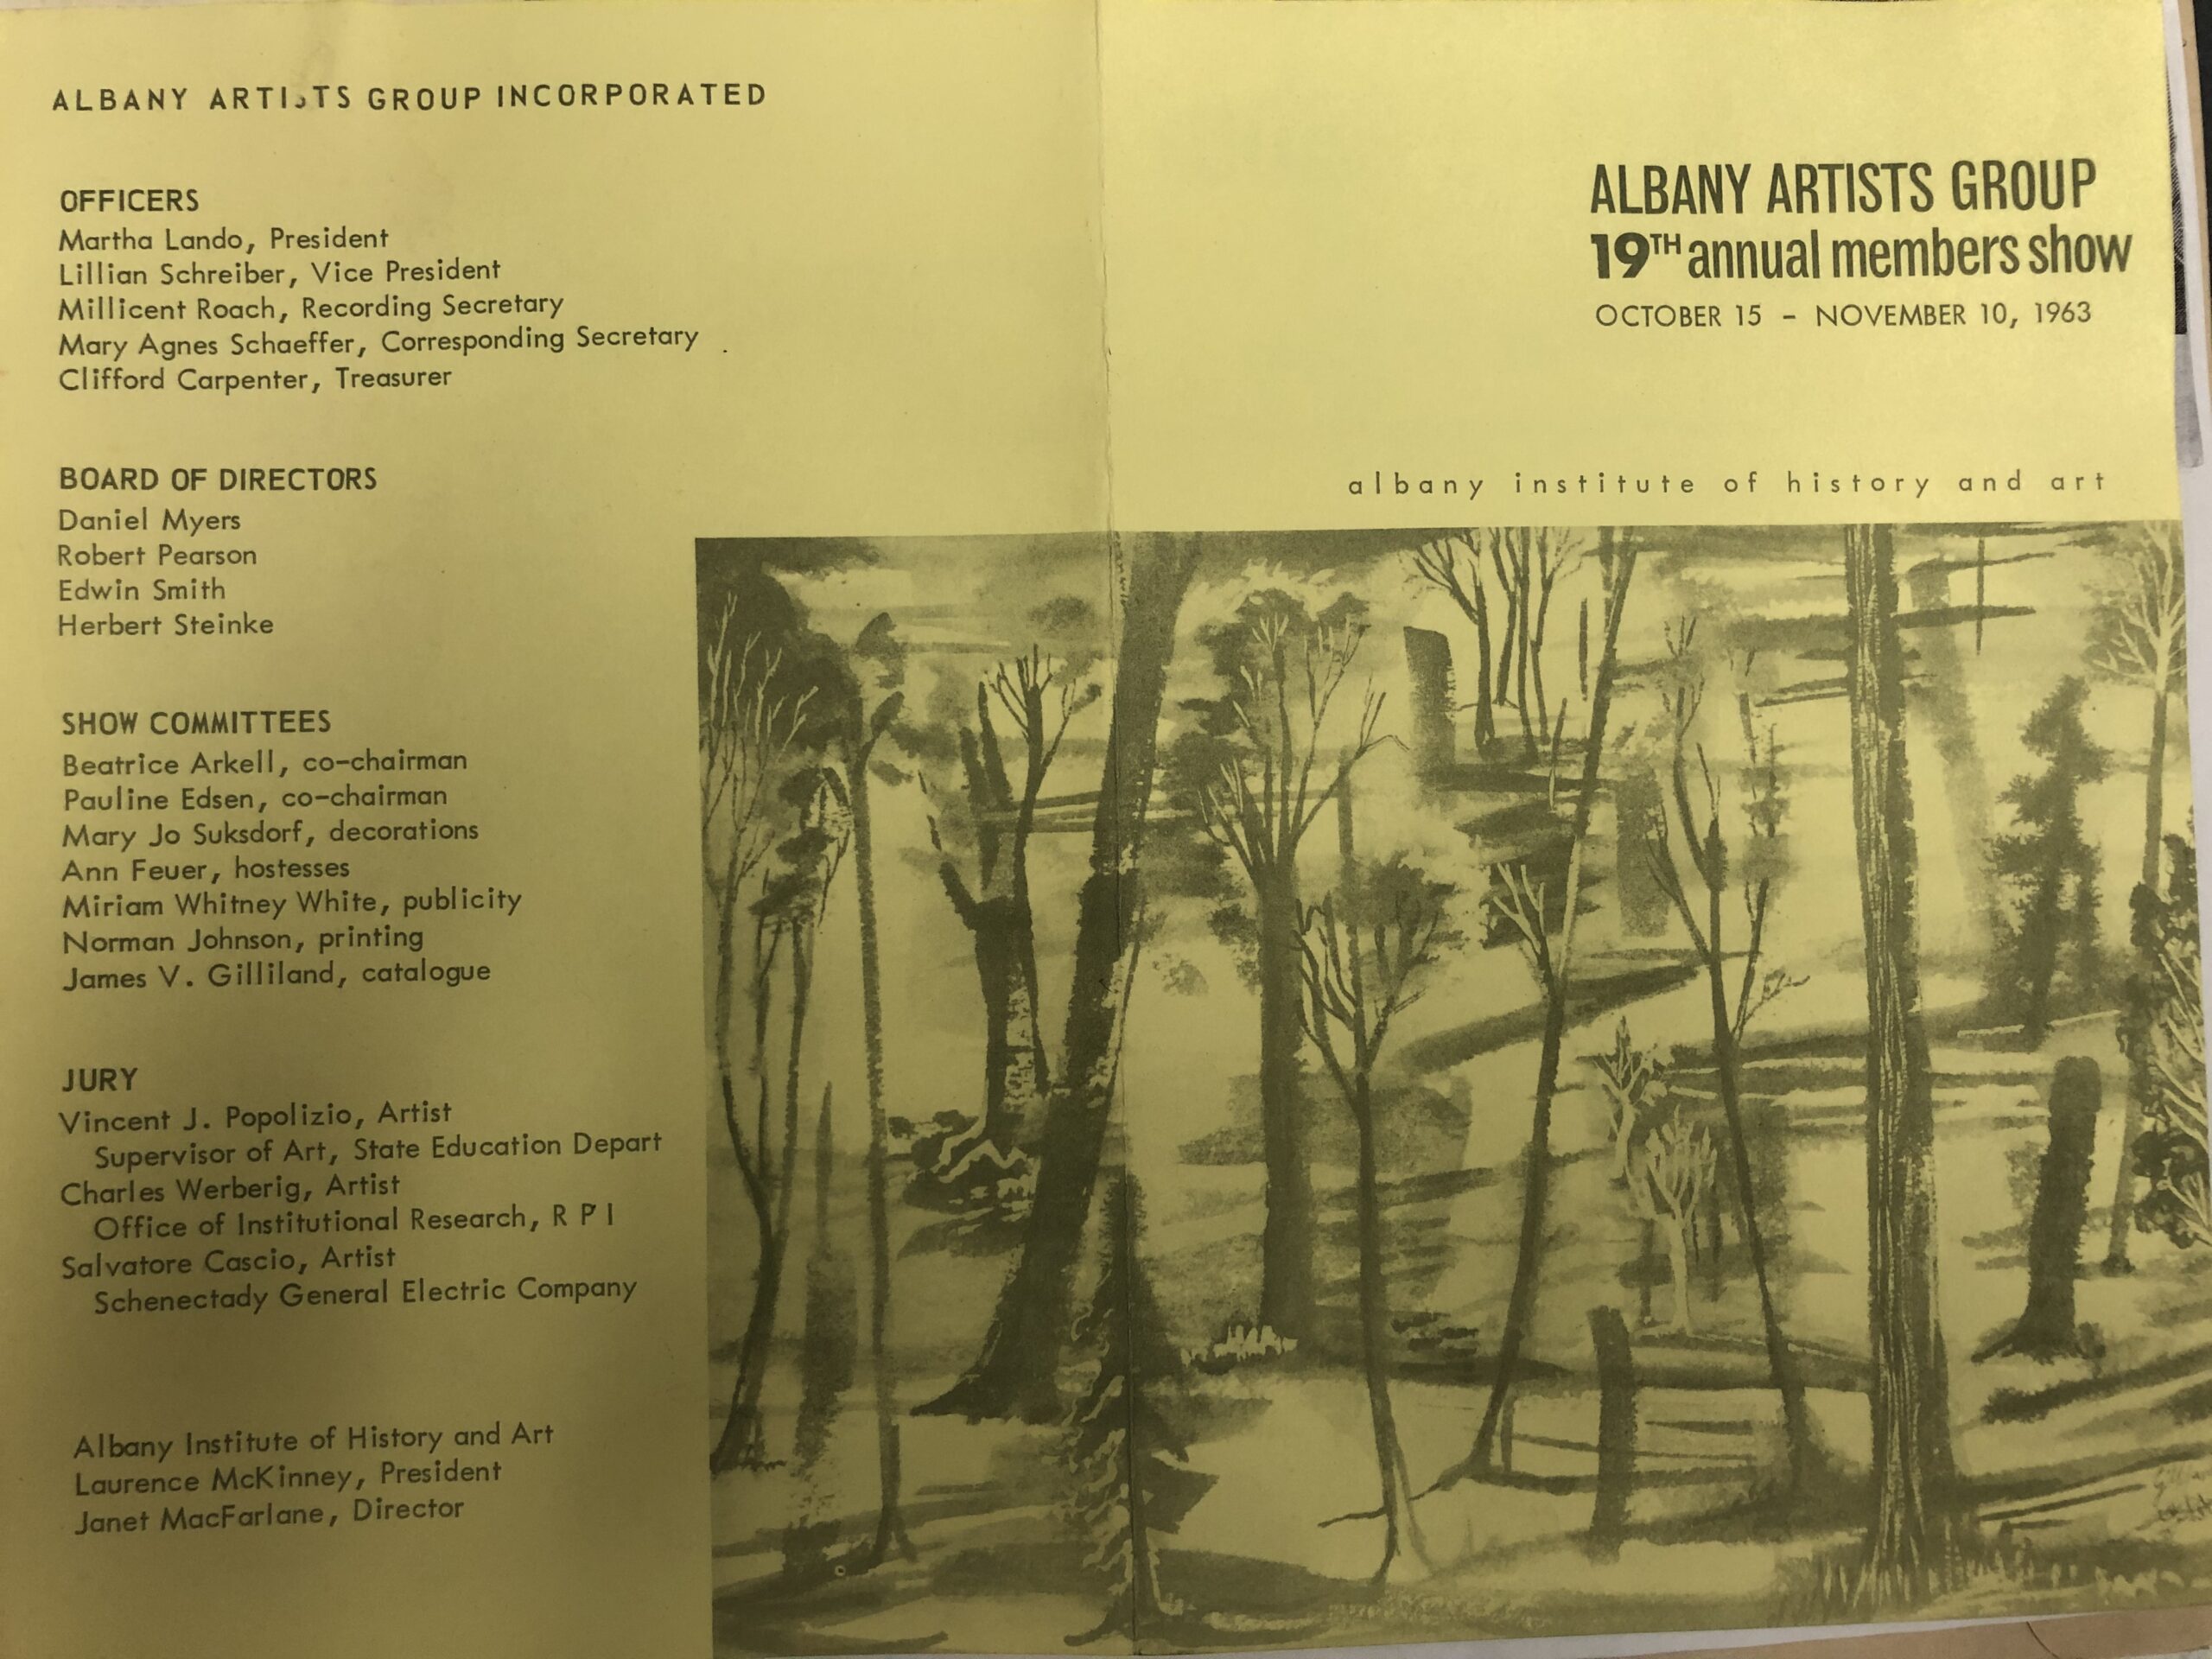 ALBANY ARTISTS GROUP INCORPORATED
OFFICERS
Martha Lando, President
Lillian Schreiber, Vice President
Millicent Roach, Recording Secretary
Mary Agnes Schaeffer, Corresponding Secretary
Clifford Carpenter, Treasurer
BOARD OF DIRECTORS
Daniel Myers
Robert Pearson
Edwin Smith
Herbert Steinke
SHOW COMMITTEES
Beatrice Arkell, co-chairman
Pauline Edsen, co-chairman
Mary Jo Suksdorf, decorations
Ann Feuer, hostesses
Miriam Whitney White, publicity
Norman Johnson, printing
James V. Gilliland, catalogue
JURY
Vincent J. Popolizio, Artist
Supervisor of Art, State Education Depart
Charles Werberig, Artist
Office of Institutional Research, R P I
Salvatore Cascio, Artist
Schenectady General Electric Company
Albany Institute of History and Art
Laurence McKinney, President
Janet MacFarlane, Director
ALBANY ARTISTS GROUP
19TH annual members show
OCTOBER 15 - NOVEMBER 10, 1963
albany institute of history and art